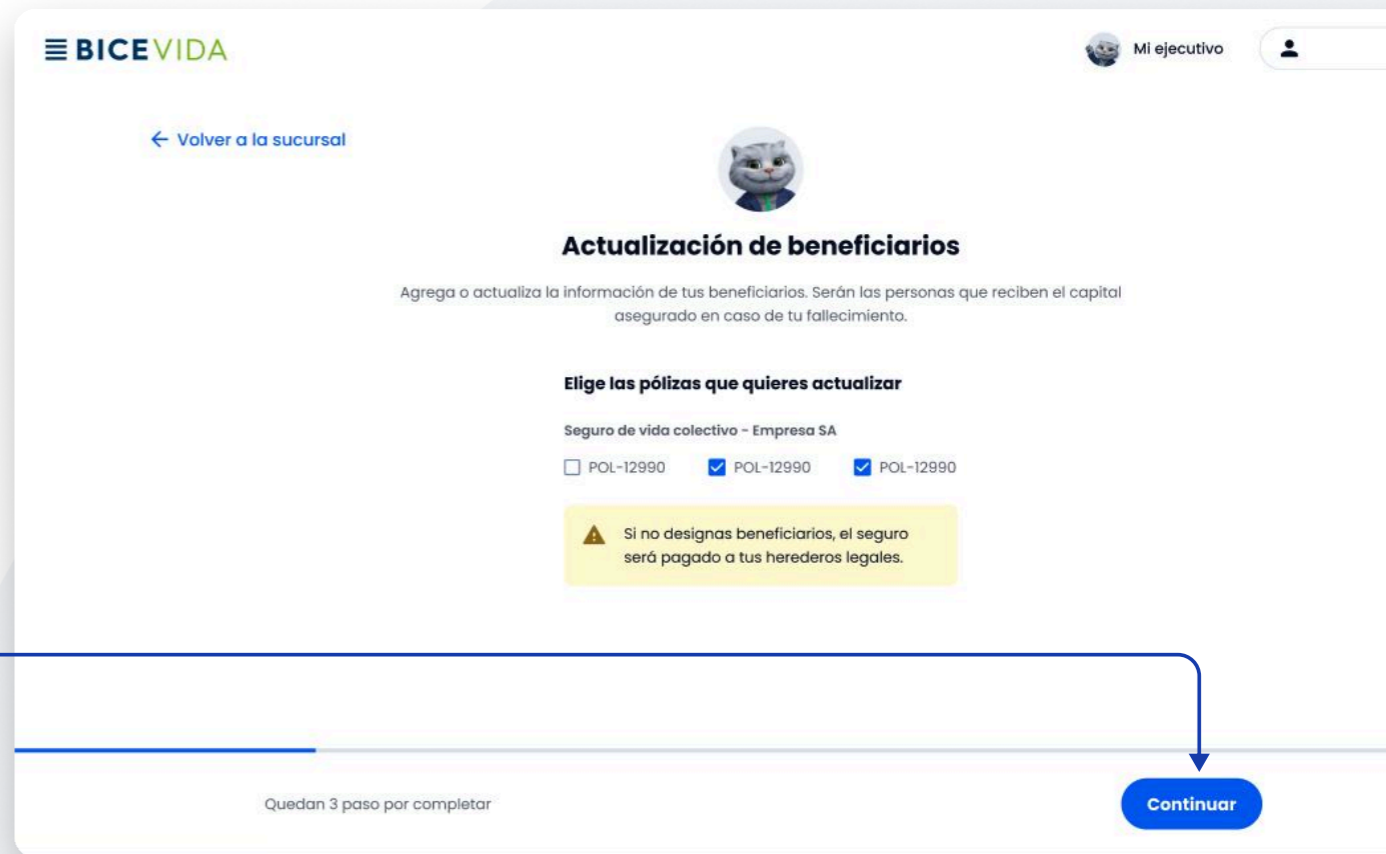 BICEVIDA
Mi ejecutivo
← Volver a la sucursal
Actualización de beneficiarios
Agrega o actualiza la información de tus beneficiarios. Serán las personas que reciben el capital
asegurado en caso de tu fallecimiento.
Elige las pólizas que quieres actualizar
Seguro de vida colectivo - Empresa SA
POL-12990 POL-12990 POL-12990
Si no designas beneficiarios, el seguro
será pagado a tus herederos legales.
Quedan 3 paso por completar
Continuar